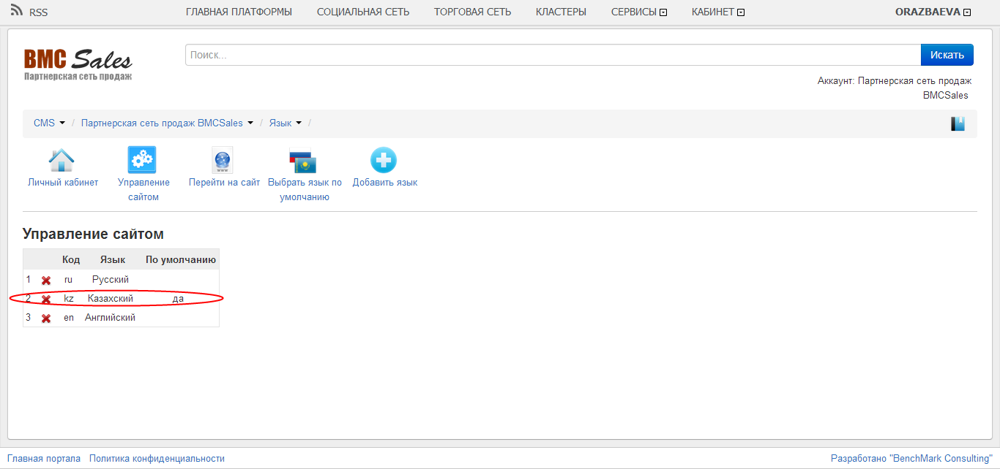 RSS
ГЛАВНАЯ ПЛАТФОРМЫ СОЦИАЛЬНАЯ СЕТЬ ТОРГОВАЯ СЕТЬ КЛАСТЕРЫ СЕРВИСЫ КАБИНЕТ ORAZBAEVA
BMC Sales
Партнерская сеть продаж
Поиск...
Искать
Аккаунт: Партнерская сеть продаж
BMCSales
CMS / Партнерская сеть продаж BMCSales / Язык /
Личный кабинет
Управление
сайтом
Перейти на сайт
Выбрать язык по
умолчанию
Добавить язык
Управление сайтом
Код Язык По умолчанию
1 ru Русский
2 kz Казахский да
3 en Английский
Главная портала Политика конфиденциальности Разработано "BenchMark Consulting"